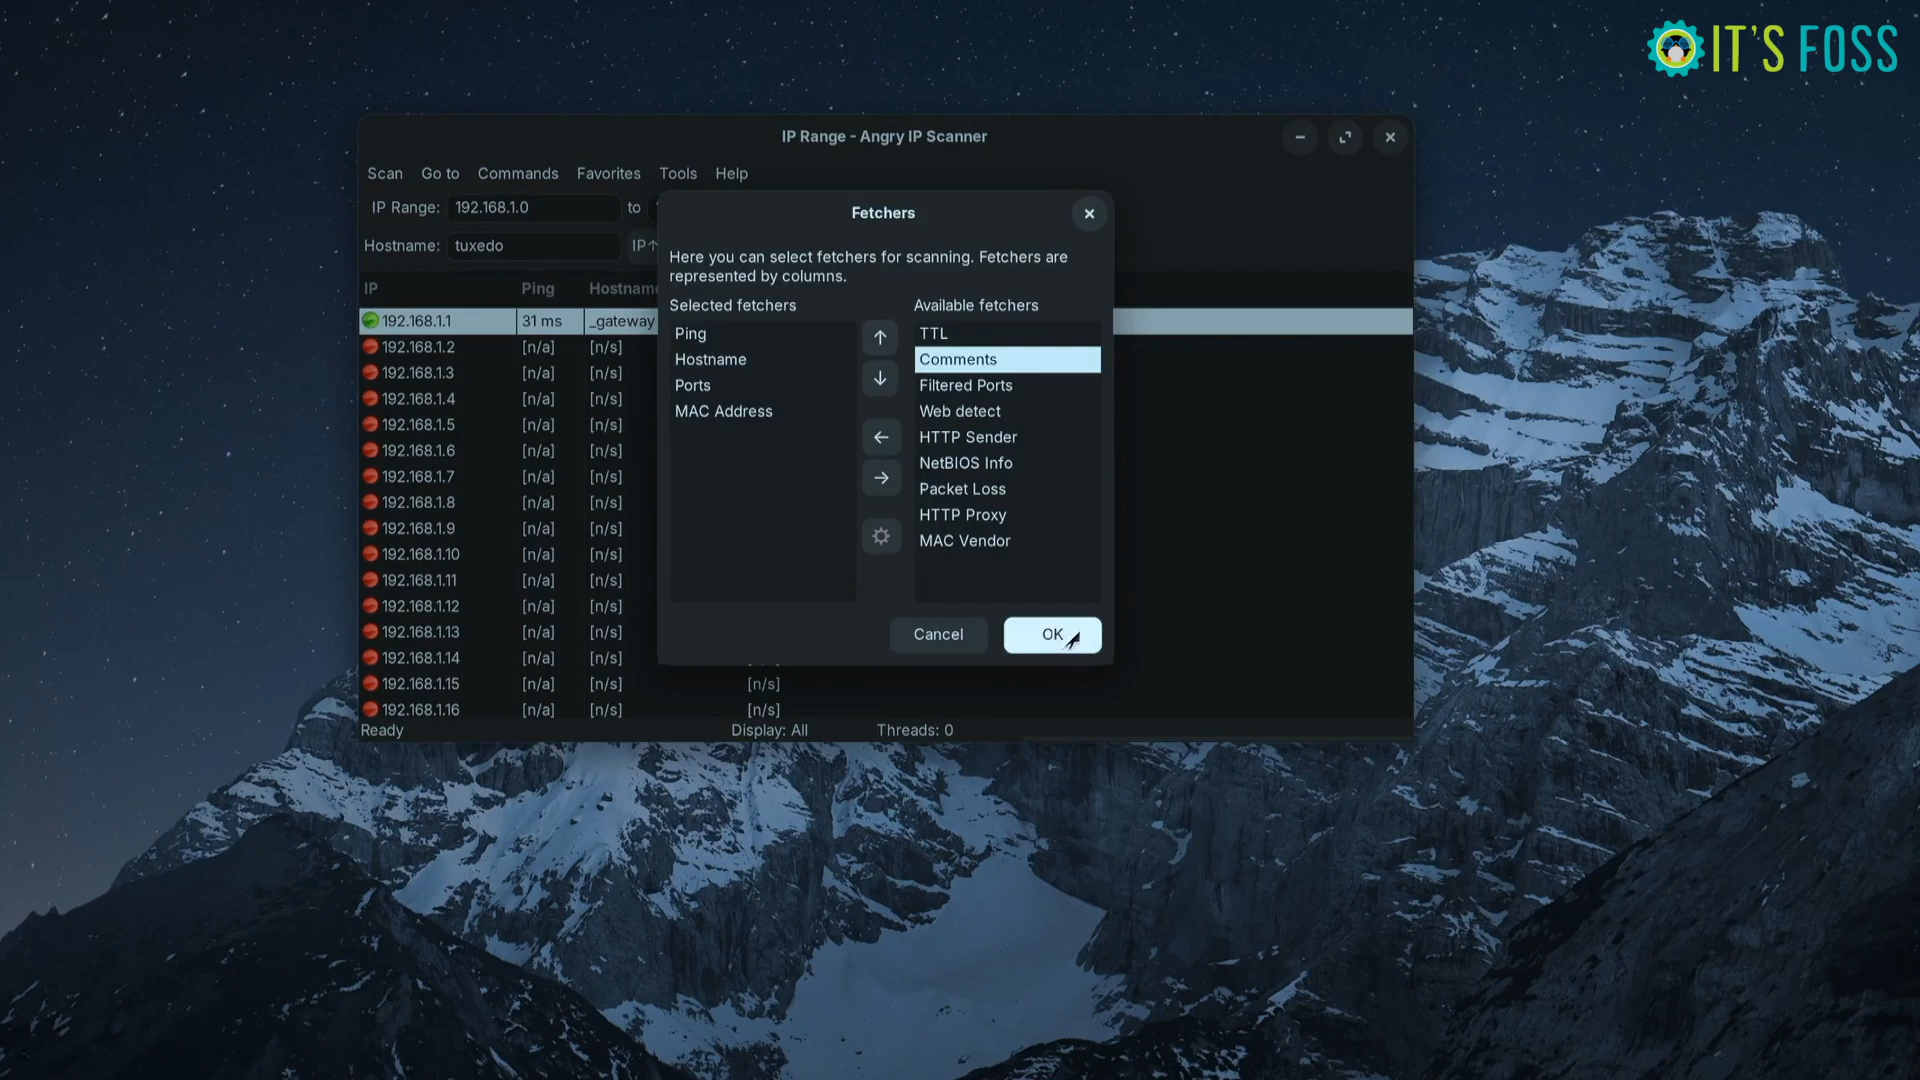 IT'S FOSS
IP Range - Angry IP Scanner
Scan Go to Commands Favorites Tools Help
IP Range: 192.168.1.0 to
Hostname: tuxedo IP↑
IP Ping Hostname
192.168.1.1 31 ms _gateway
192.168.1.2 [n/a] [n/s]
192.168.1.3 [n/a] [n/s]
192.168.1.4 [n/a] [n/s]
192.168.1.5 [n/a] [n/s]
192.168.1.6 [n/a] [n/s]
192.168.1.7 [n/a] [n/s]
192.168.1.8 [n/a] [n/s]
192.168.1.9 [n/a] [n/s]
192.168.1.10 [n/a] [n/s]
192.168.1.11 [n/a] [n/s]
192.168.1.12 [n/a] [n/s]
192.168.1.13 [n/a] [n/s]
192.168.1.14 [n/a] [n/s]
192.168.1.15 [n/a] [n/s] [n/s]
192.168.1.16 [n/a] [n/s] [n/s]
Ready Display: All Threads: 0
Fetchers
Here you can select fetchers for scanning. Fetchers are
represented by columns.
Selected fetchers
Ping
Hostname
Ports
MAC Address
Available fetchers
TTL
Comments
Filtered Ports
Web detect
HTTP Sender
NetBIOS Info
Packet Loss
HTTP Proxy
MAC Vendor
Cancel OK